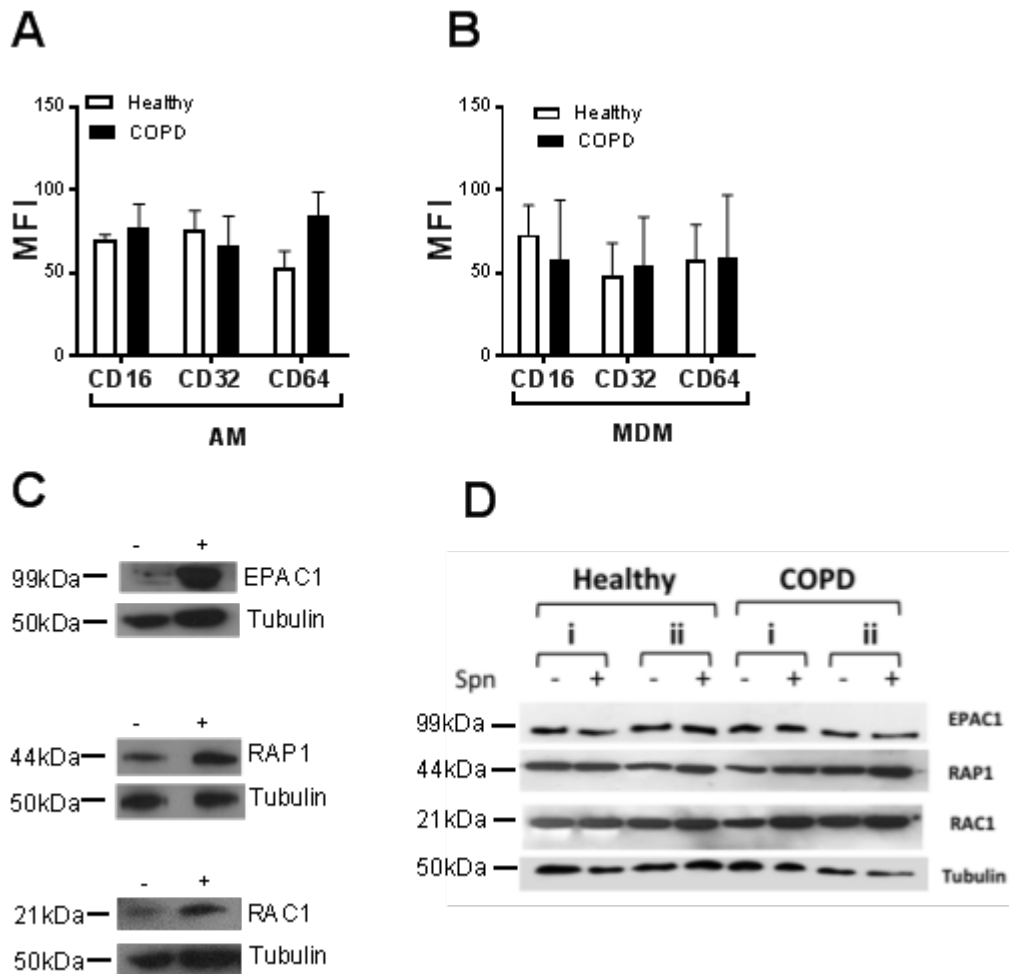 A
B
150
Healthy
COPD
100
MFI
50
0
CD16 CD32 CD64
AM
150
Healthy
COPD
100
MFI
50
0
CD16 CD32 CD64
MDM
C
- +
99kDa EPAC1
50kDa Tubulin
- +
44kDa RAP1
50kDa Tubulin
- +
21kDa RAC1
50kDa Tubulin
D
Healthy COPD
i ii i ii
Spn - + - + - + - +
99kDa EPAC1
44kDa RAP1
21kDa RAC1
50kDa Tubulin